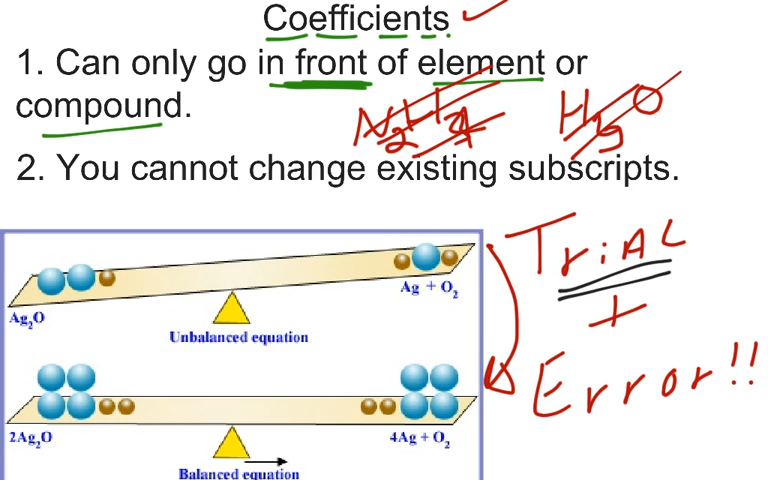 Coefficients
1. Can only go in front of element or
compound.
2. You cannot change existing subscripts.
Trial
+
Error!!
Ag₂O
Ag + O₂
Unbalanced equation
2Ag₂O
4Ag + O₂
Balanced equation